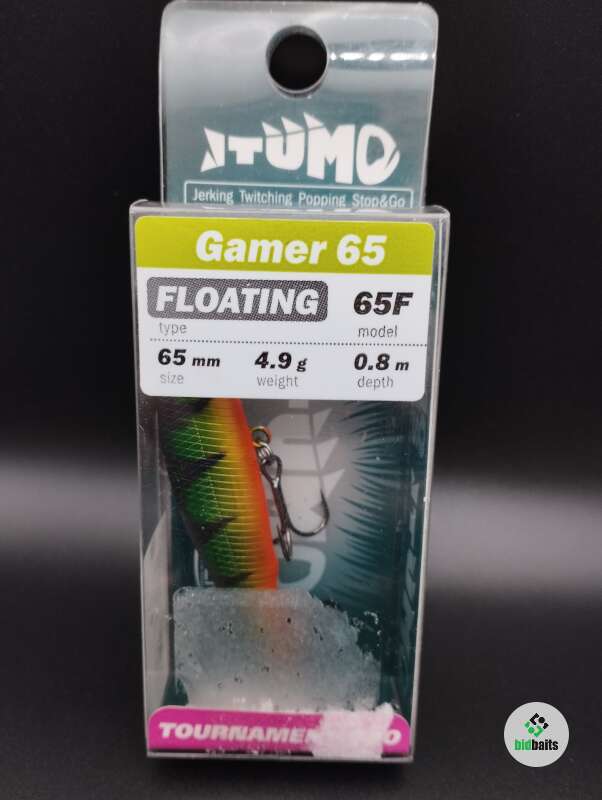 ITUMO
Jerking Twitching Popping Stop&Go
Gamer 65
FLOATING 65F
type model
65 mm 4.9 g 0.8 m
size weight depth
bidbaits